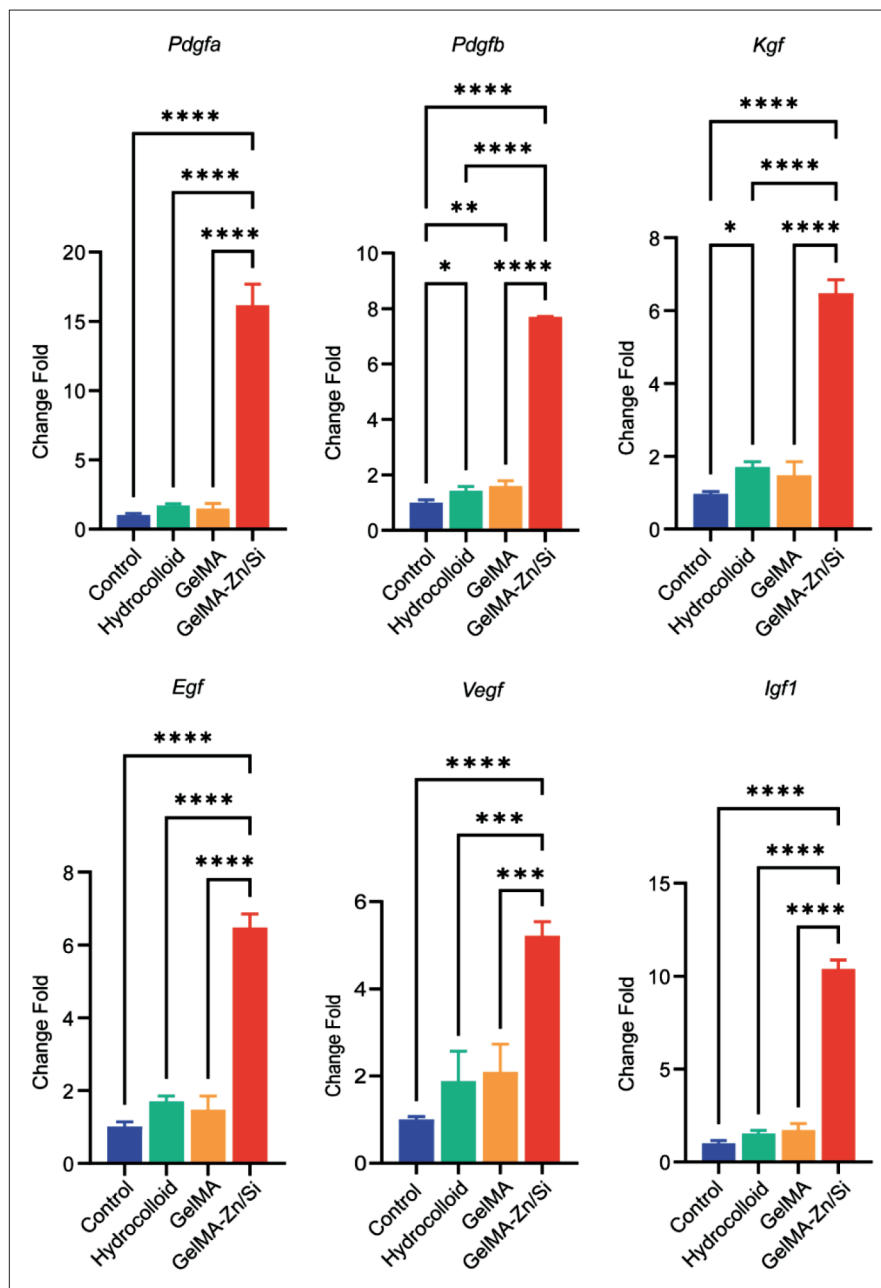 Pdgfa
****
****
****
20
15
10
5
0
Change Fold
Control
Hydrocolloid
GelMA
GelMA-Zn/Si
Pdgfb
****
****
**
*
****
10
8
6
4
2
0
Change Fold
Control
Hydrocolloid
GelMA
GelMA-Zn/Si
Kgf
****
****
*
****
8
6
4
2
0
Change Fold
Control
Hydrocolloid
GelMA
GelMA-Zn/Si
Egf
****
****
****
8
6
4
2
0
Change Fold
Control
Hydrocolloid
GelMA
GelMA-Zn/Si
Vegf
****
***
***
6
4
2
0
Change Fold
Control
Hydrocolloid
GelMA
GelMA-Zn/Si
Igf1
****
****
****
15
10
5
0
Change Fold
Control
Hydrocolloid
GelMA
GelMA-Zn/Si